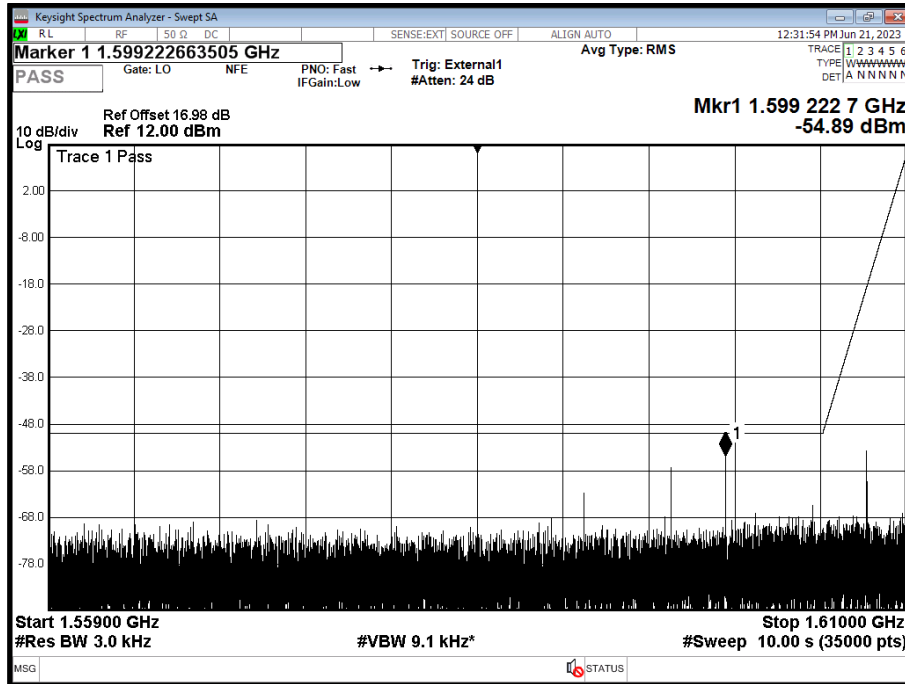 Keysight Spectrum Analyzer - Swept SA
LXI RL RF 50 Ω DC SENSE:EXT SOURCE OFF ALIGN AUTO 12:31:54 PM Jun 21, 2023
Marker 1 1.599222663505 GHz Avg Type: RMS TRACE 1 2 3 4 5 6
PASS Gate: LO NFE PNO: Fast Trig: External1 TYPE WWWWWW
IFGain:Low #Atten: 24 dB DET A N N N N N
Mkr1 1.599 222 7 GHz
-54.89 dBm
Ref Offset 16.98 dB
10 dB/div Ref 12.00 dBm
Log
Trace 1 Pass
2.00
-8.00
-18.0
-28.0
-38.0
-48.0
1
-58.0
-68.0
-78.0
Start 1.55900 GHz Stop 1.61000 GHz
#Res BW 3.0 kHz #VBW 9.1 kHz* #Sweep 10.00 s (35000 pts)
MSG STATUS